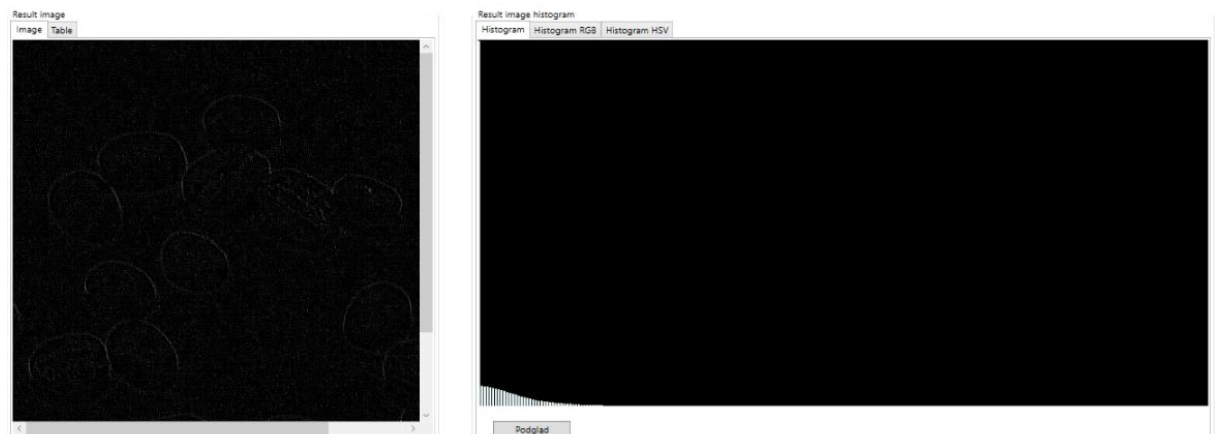 Result image
Image Table
Result image histogram
Histogram Histogram RGB Histogram HSV
Podglad